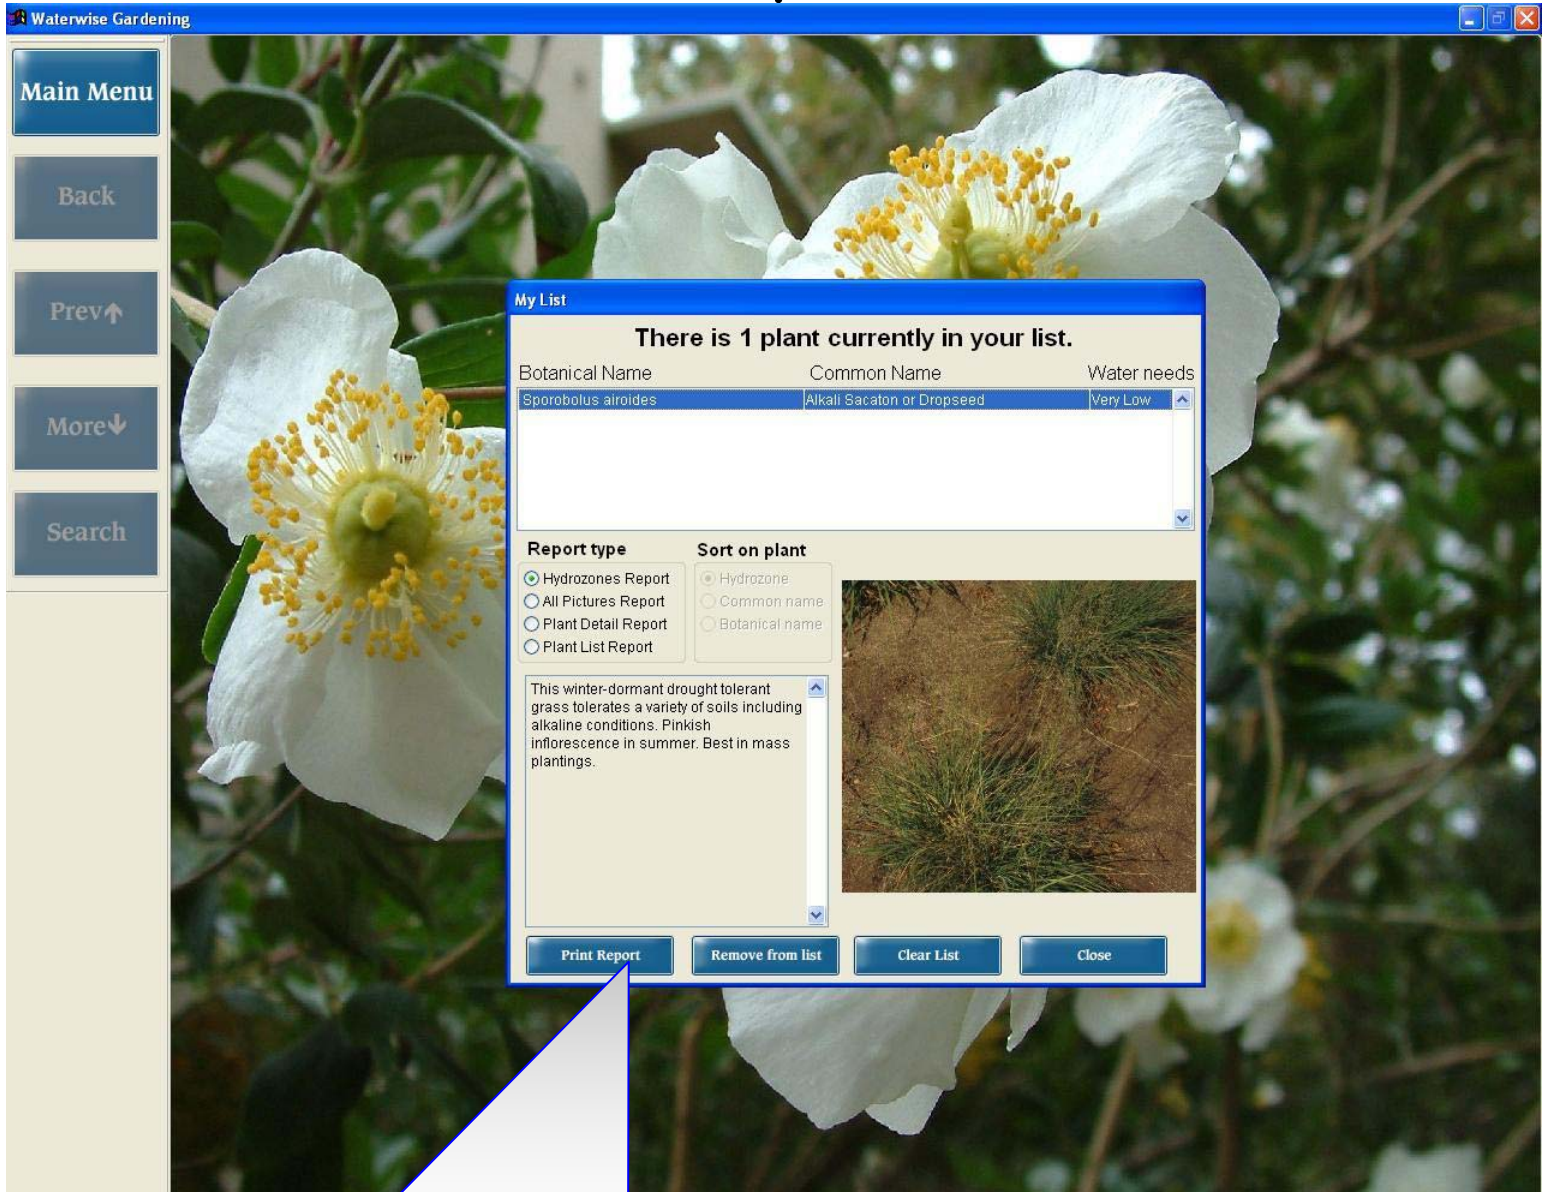 Waterwise Gardening
Main Menu
Back
Prev↑
More↓
Search
My List
There is 1 plant currently in your list.
Botanical Name Common Name Water needs
Sporobolus airoides Alkali Sacaton or Dropseed Very Low
Report type Sort on plant
Hydrozones Report Hydrozone
All Pictures Report Common name
Plant Detail Report Botanical name
Plant List Report
This winter-dormant drought tolerant
grass tolerates a variety of soils including
alkaline conditions. Pinkish
inflorescence in summer. Best in mass
plantings.
Print Report Remove from list Clear List Close